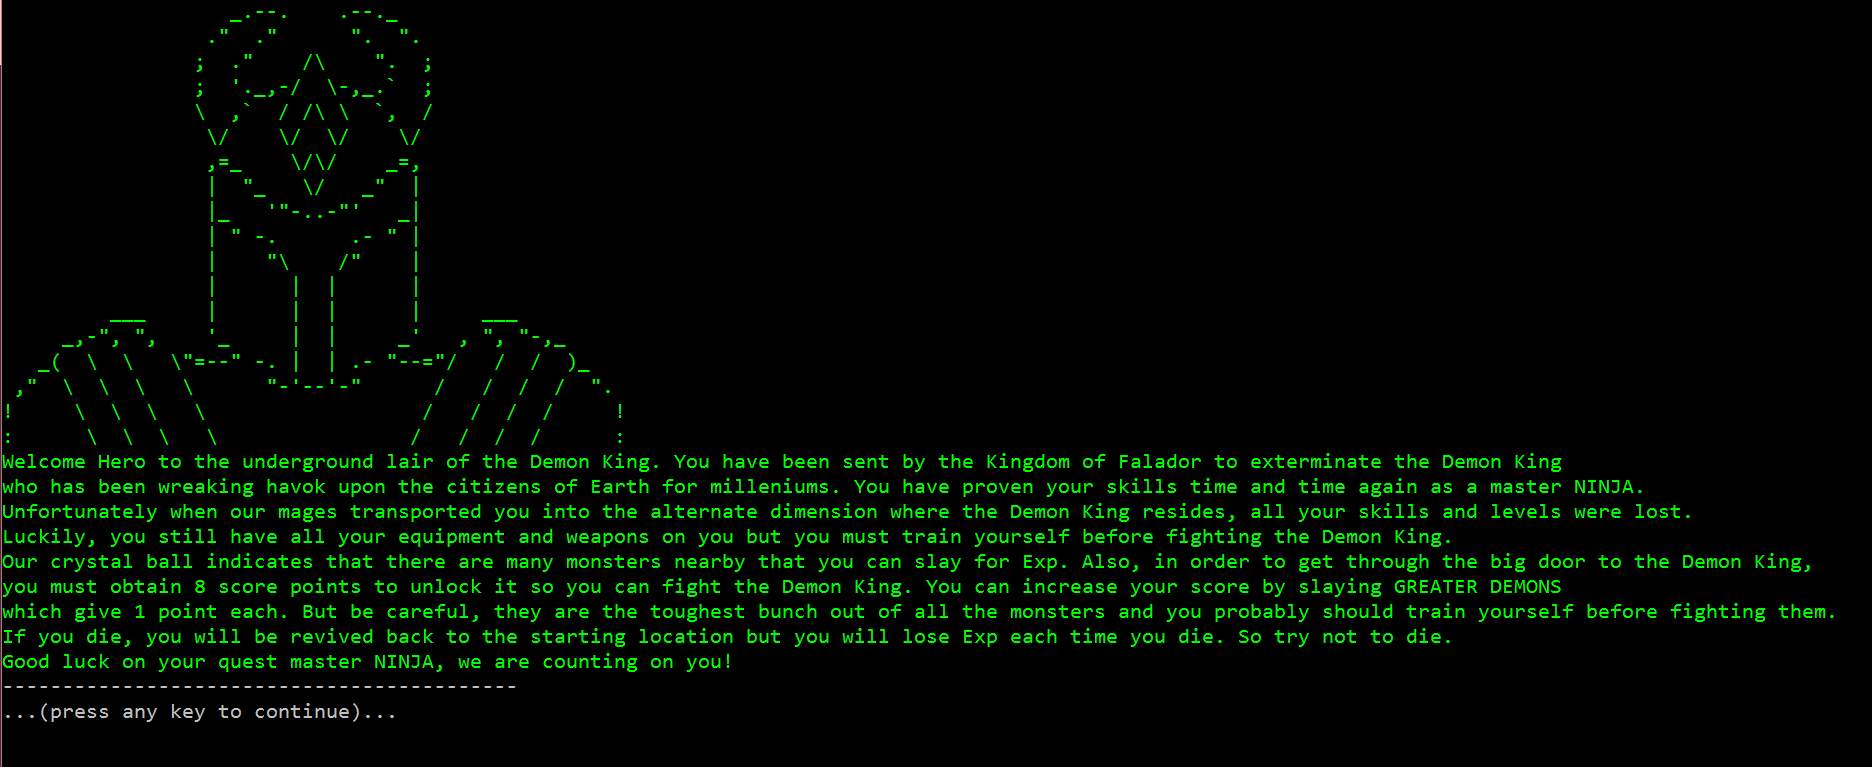 Welcome Hero to the underground lair of the Demon King. You have been sent by the Kingdom of Falador to exterminate the Demon King
who has been wreaking havok upon the citizens of Earth for milleniums. You have proven your skills time and time again as a master NINJA.
Unfortunately when our mages transported you into the alternate dimension where the Demon King resides, all your skills and levels were lost.
Luckily, you still have all your equipment and weapons on you but you must train yourself before fighting the Demon King.
Our crystal ball indicates that there are many monsters nearby that you can slay for Exp. Also, in order to get through the big door to the Demon King,
you must obtain 8 score points to unlock it so you can fight the Demon King. You can increase your score by slaying GREATER DEMONS
which give 1 point each. But be careful, they are the toughest bunch out of all the monsters and you probably should train yourself before fighting them.
If you die, you will be revived back to the starting location but you will lose Exp each time you die. So try not to die.
Good luck on your quest master NINJA, we are counting on you!
-------------------------------------------
...(press any key to continue)...